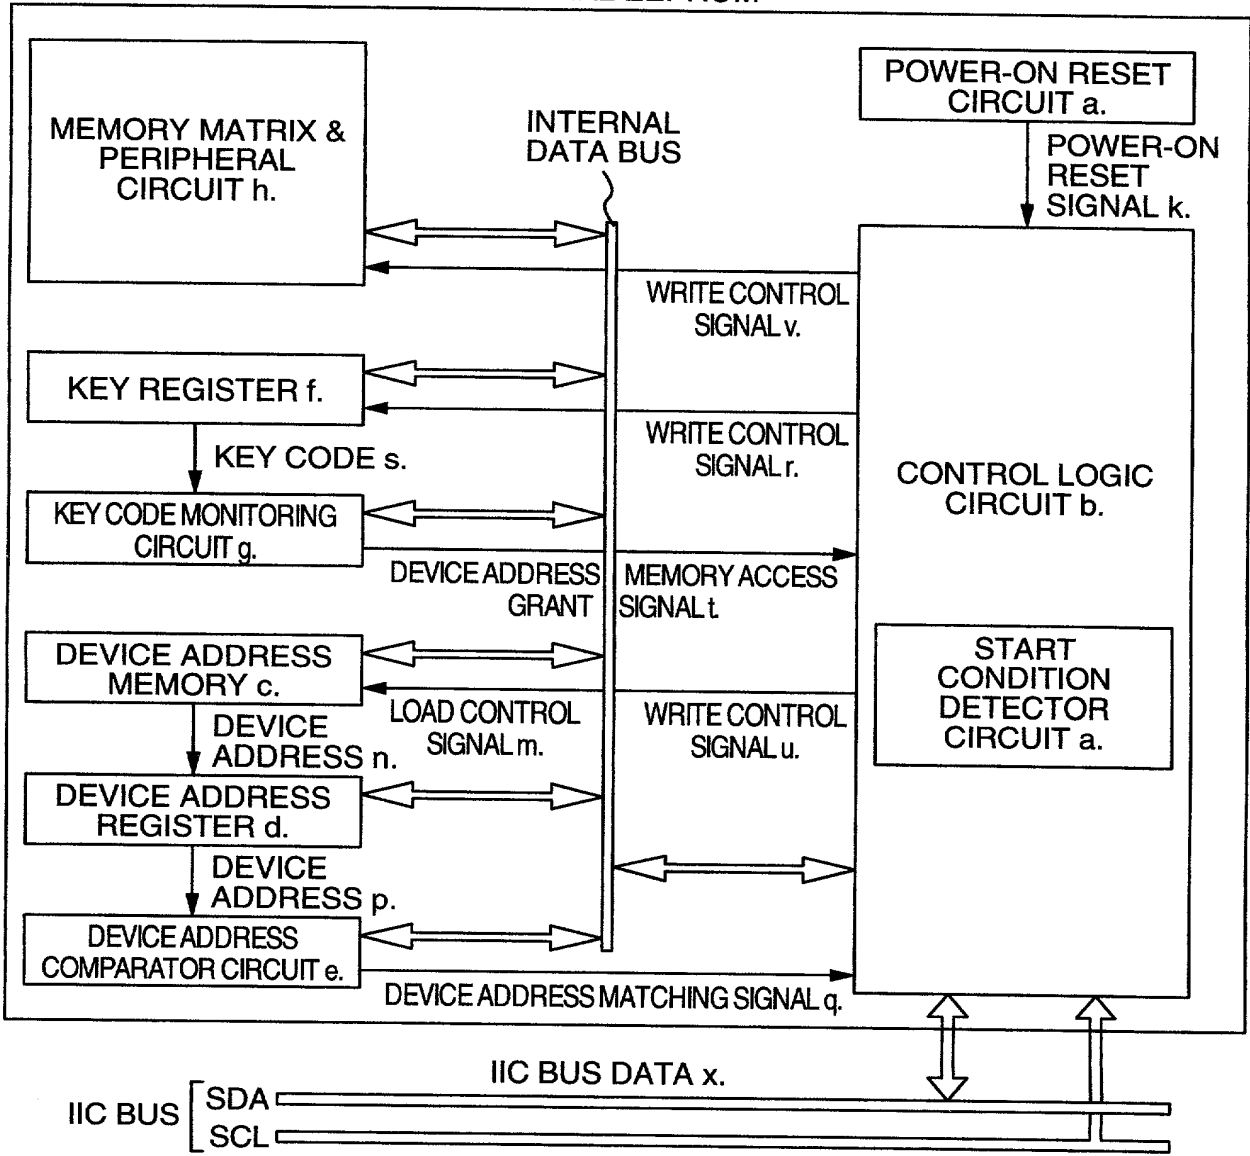 MEMORY MATRIX &
PERIPHERAL
CIRCUIT h.
INTERNAL
DATA BUS
POWER-ON RESET
CIRCUIT a.
POWER-ON
RESET
SIGNAL k.
WRITE CONTROL
SIGNAL v.
KEY REGISTER f.
WRITE CONTROL
SIGNAL r.
KEY CODE s.
CONTROL LOGIC
CIRCUIT b.
KEY CODE MONITORING
CIRCUIT g.
DEVICE ADDRESS MEMORY ACCESS
GRANT SIGNAL t.
DEVICE ADDRESS
MEMORY c.
START
CONDITION
DETECTOR
CIRCUIT a.
LOAD CONTROL
SIGNAL m.
WRITE CONTROL
SIGNAL u.
DEVICE
ADDRESS n.
DEVICE ADDRESS
REGISTER d.
DEVICE
ADDRESS p.
DEVICE ADDRESS
COMPARATOR CIRCUIT e.
DEVICE ADDRESS MATCHING SIGNAL q.
IIC BUS DATA x.
IIC BUS
SDA
SCL